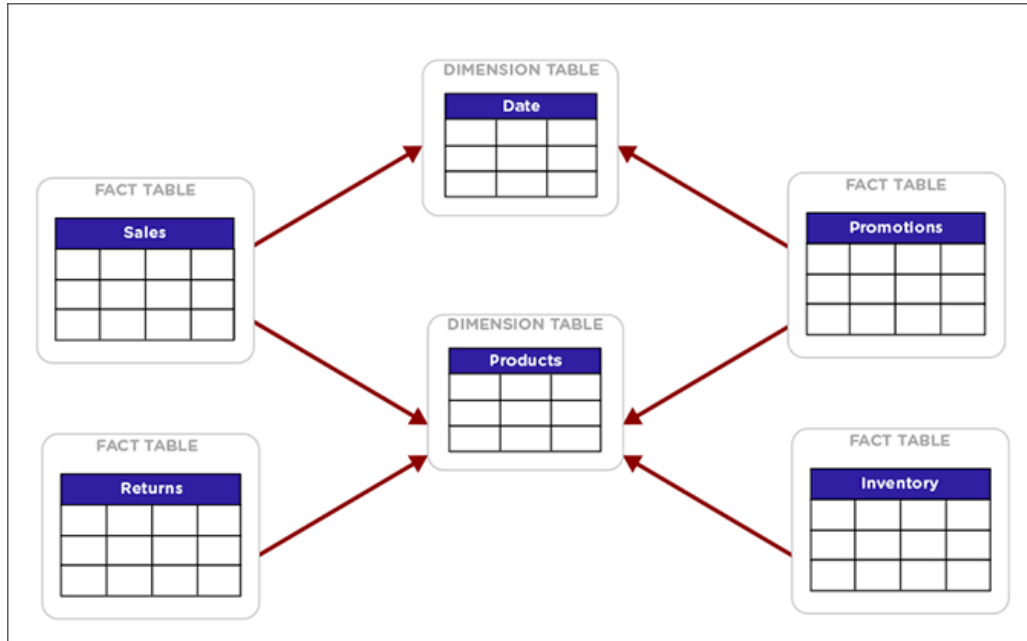 DIMENSION TABLE
Date
FACT TABLE
Sales
FACT TABLE
Promotions
DIMENSION TABLE
Products
FACT TABLE
Returns
FACT TABLE
Inventory